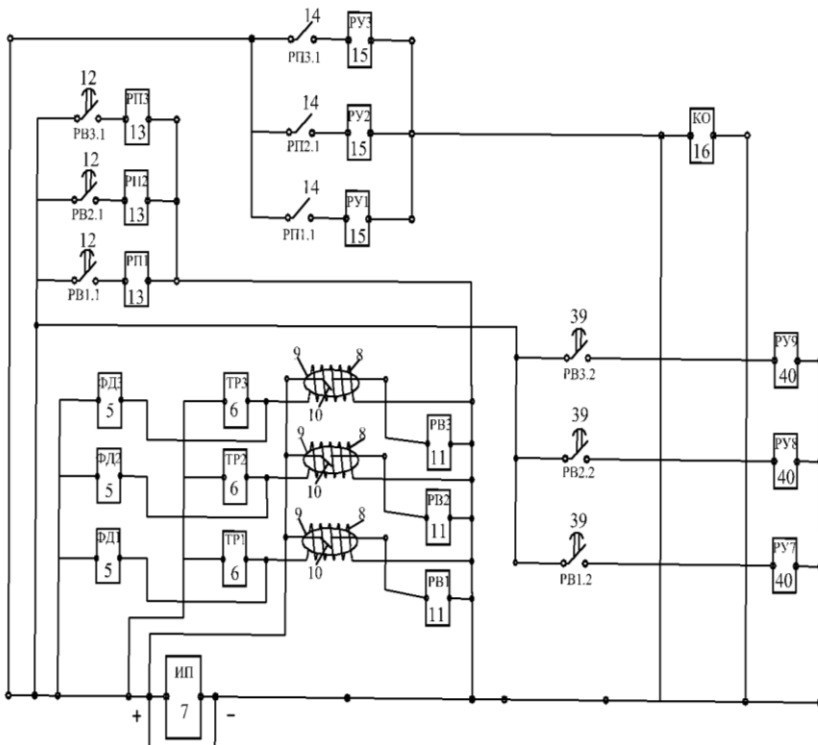 14
РУ3
15
РП3.1
12
РП3
13
РВ3.1
14
РУ2
15
РП2.1
КО
16
12
РП2
13
РВ2.1
14
РУ1
15
РП1.1
12
РП1
13
РВ1.1
39
РУ9
40
РВ3.2
9
8
ФД3
5
ТР3
6
10
РВ3
11
39
РУ8
40
РВ2.2
9
8
ФД2
5
ТР2
6
10
РВ2
11
39
РУ7
40
РВ1.2
9
8
ФД1
5
ТР1
6
10
РВ1
11
ИП
7
+
−